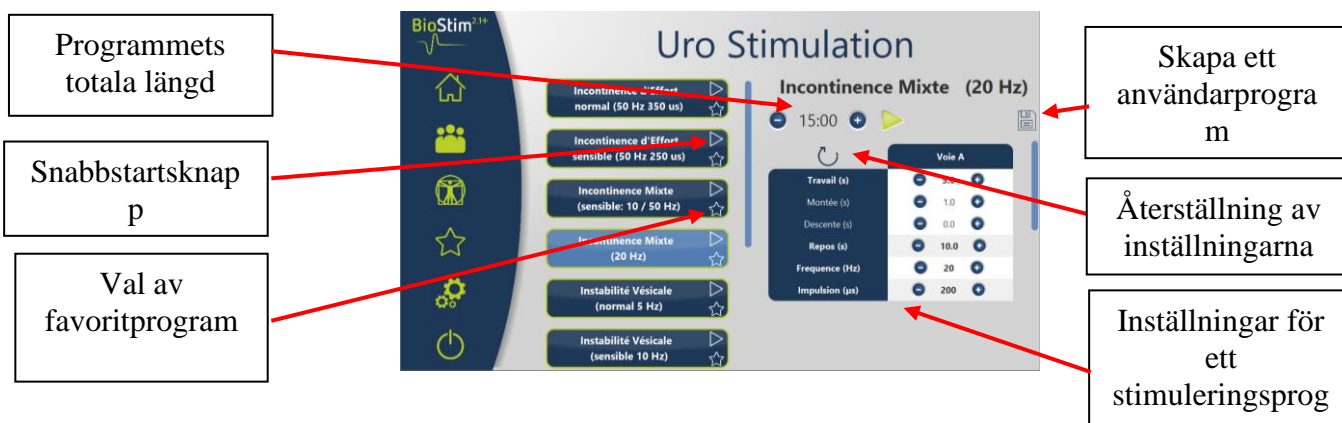 Programmets
totala längd
Snabbstartsknap
p
Val av
favoritprogram
BioStim2.1+
Uro Stimulation
Incontinence d'Effort
normal (50 Hz 350 us)
Incontinence d'Effort
sensible (50 Hz 250 us)
Incontinence Mixte
(sensible: 10 / 50 Hz)
Incontinence Mixte
(20 Hz)
Instabilité Vésicale
(normal 5 Hz)
Instabilité Vésicale
(sensible 10 Hz)
Incontinence Mixte (20 Hz)
15:00
Voie A
Travail (s)
Montée (s) 1.0
Descente (s) 0.0
Repos (s) 10.0
Frequence (Hz) 20
Impulsion (µs) 200
Skapa ett
användarprogra
m
Återställning av
inställningarna
Inställningar för
ett
stimuleringsprog